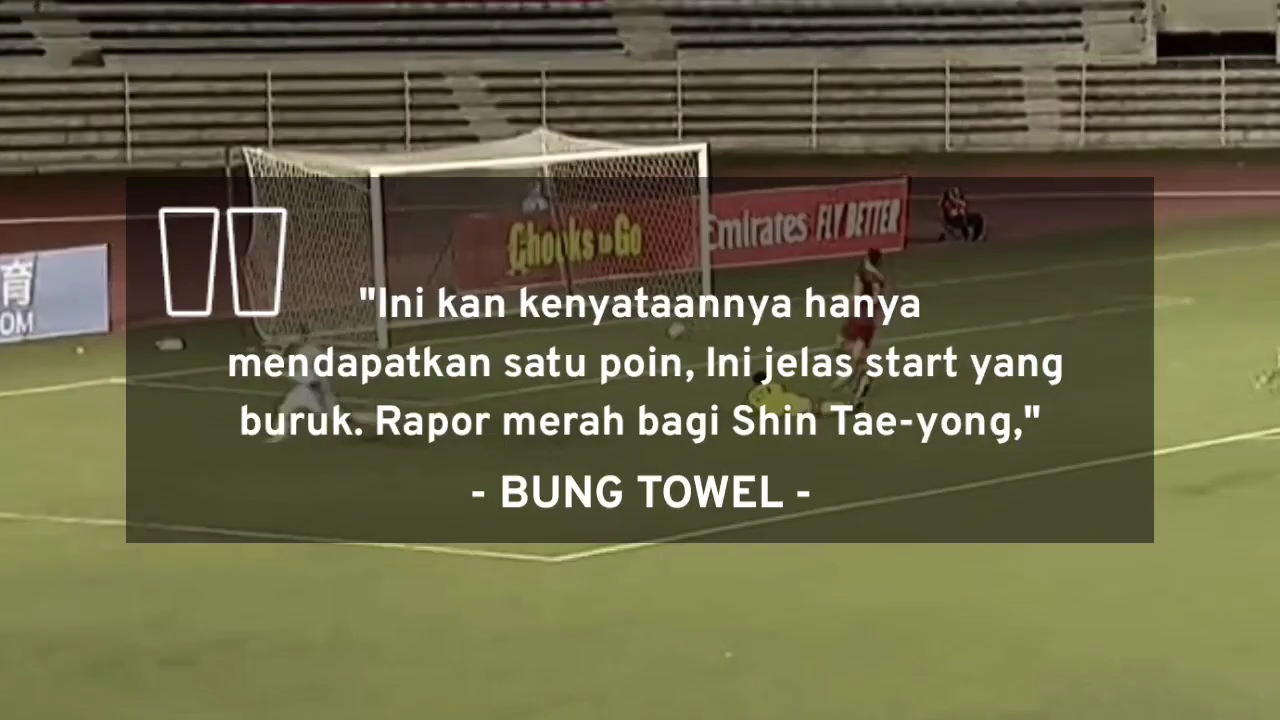 育
OM
Chooks to Go
Emirates FLY BETTER
"Ini kan kenyataannya hanya
mendapatkan satu poin, Ini jelas start yang
buruk. Rapor merah bagi Shin Tae-yong,"
- BUNG TOWEL -